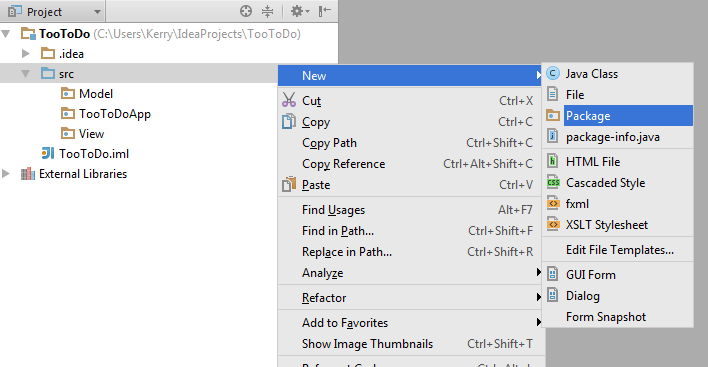 Project
TooToDo (C:\Users\Kerry\IdeaProjects\TooToDo)
.idea
src
Model
TooToDoApp
View
TooToDo.iml
External Libraries
New
Cut Ctrl+X
Copy Ctrl+C
Copy Path Ctrl+Shift+C
Copy Reference Ctrl+Alt+Shift+C
Paste Ctrl+V
Find Usages Alt+F7
Find in Path... Ctrl+Shift+F
Replace in Path... Ctrl+Shift+R
Analyze
Refactor
Add to Favorites
Show Image Thumbnails Ctrl+Shift+T
Java Class
File
Package
package-info.java
HTML File
Cascaded Style
fxml
XSLT Stylesheet
Edit File Templates...
GUI Form
Dialog
Form Snapshot